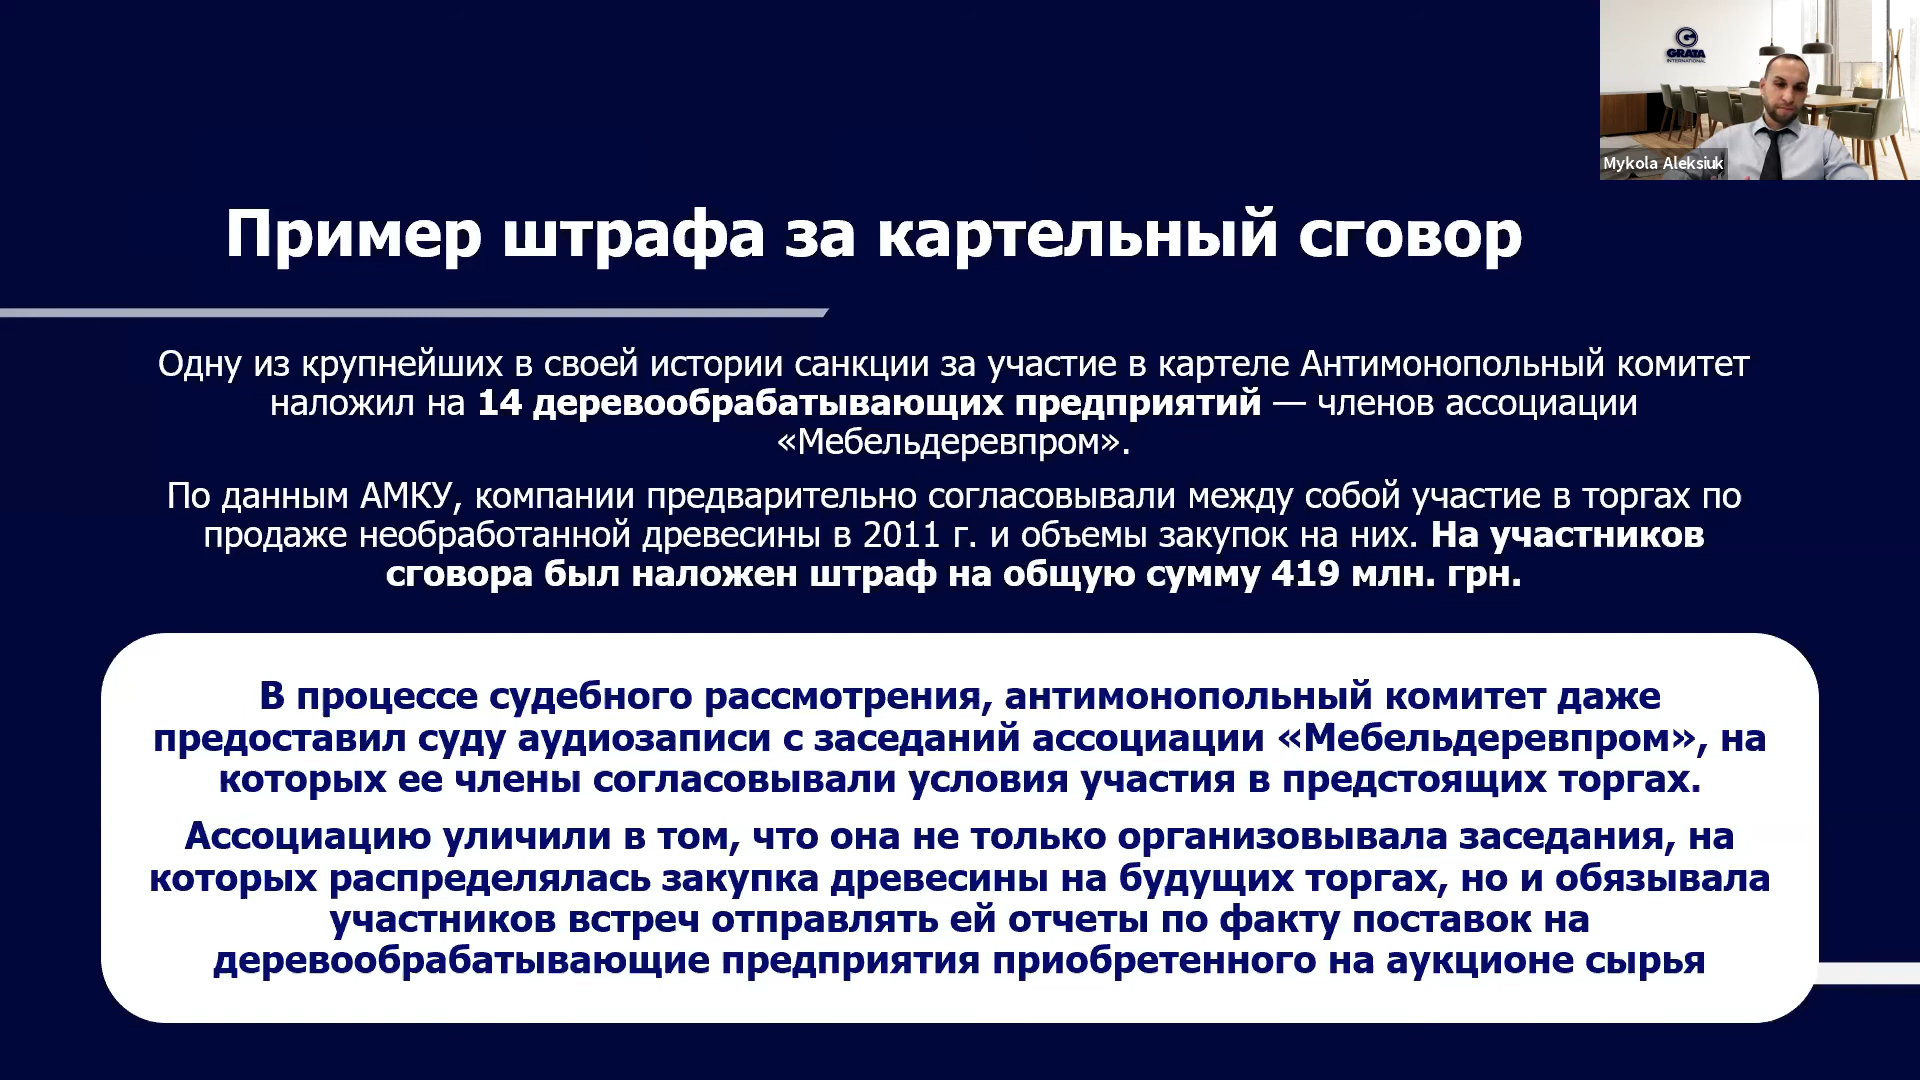 GRATA
INTERNATIONAL
Mykola Aleksiuk
Пример штрафа за картельный сговор
Одну из крупнейших в своей истории санкции за участие в картеле Антимонопольный комитет
наложил на 14 деревообрабатывающих предприятий — членов ассоциации
«Мебельдеревпром».
По данным АМКУ, компании предварительно согласовывали между собой участие в торгах по
продаже необработанной древесины в 2011 г. и объемы закупок на них. На участников
сговора был наложен штраф на общую сумму 419 млн. грн.
В процессе судебного рассмотрения, антимонопольный комитет даже
предоставил суду аудиозаписи с заседаний ассоциации «Мебельдеревпром», на
которых ее члены согласовывали условия участия в предстоящих торгах.
Ассоциацию уличили в том, что она не только организовывала заседания, на
которых распределялась закупка древесины на будущих торгах, но и обязывала
участников встреч отправлять ей отчеты по факту поставок на
деревообрабатывающие предприятия приобретенного на аукционе сырья